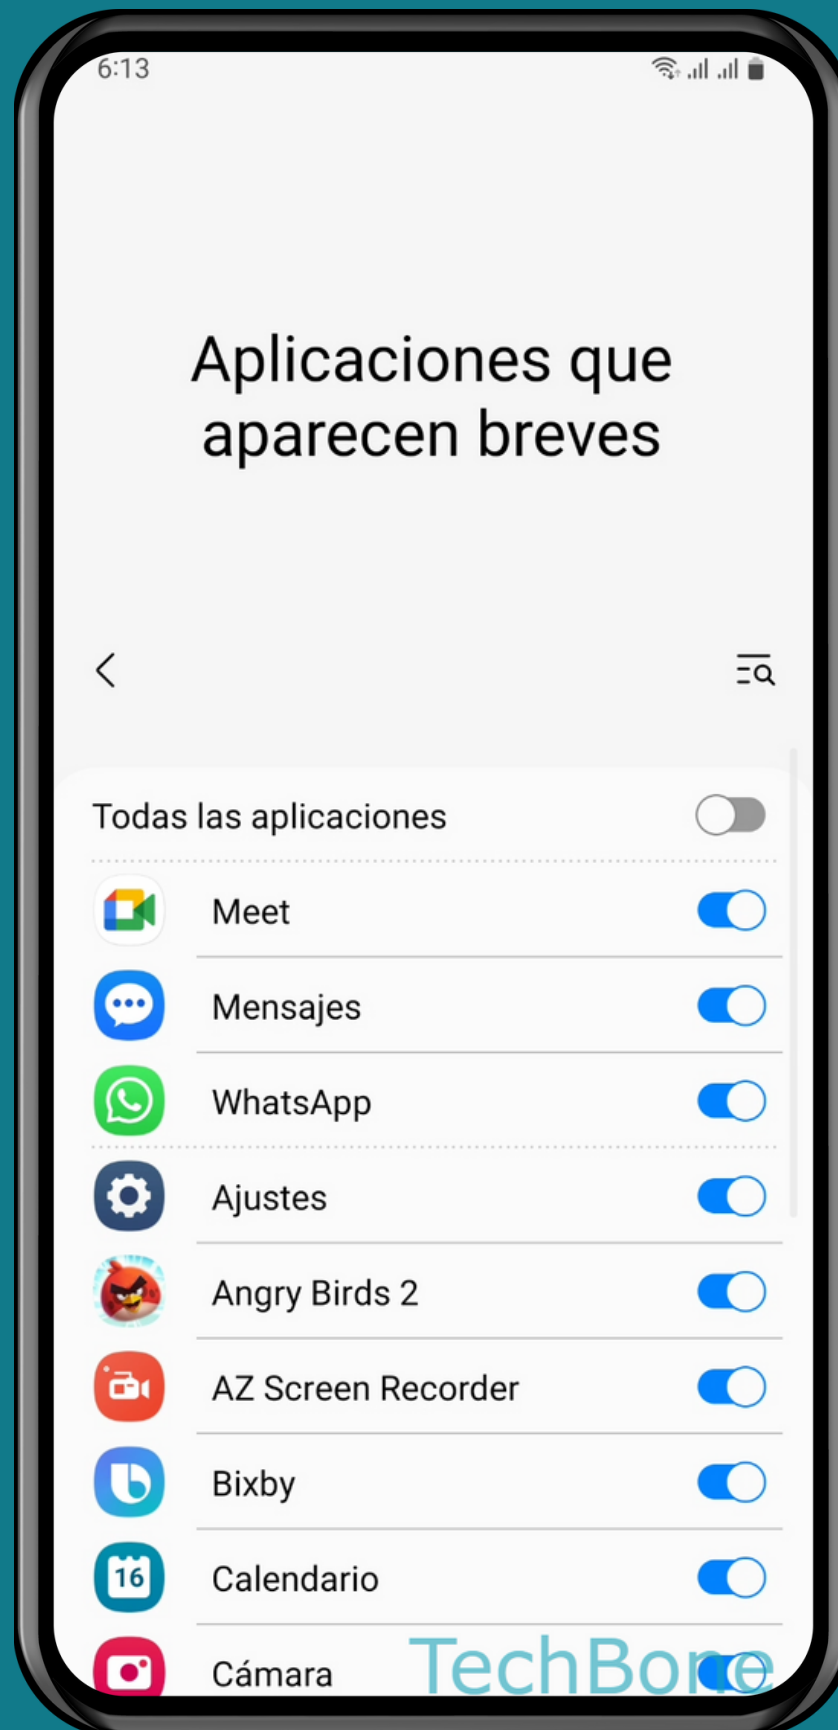 6:13
Aplicaciones que
aparecen breves
Todas las aplicaciones
Meet
Mensajes
WhatsApp
Ajustes
Angry Birds 2
AZ Screen Recorder
Bixby
16
Calendario
Cámara
TechBone